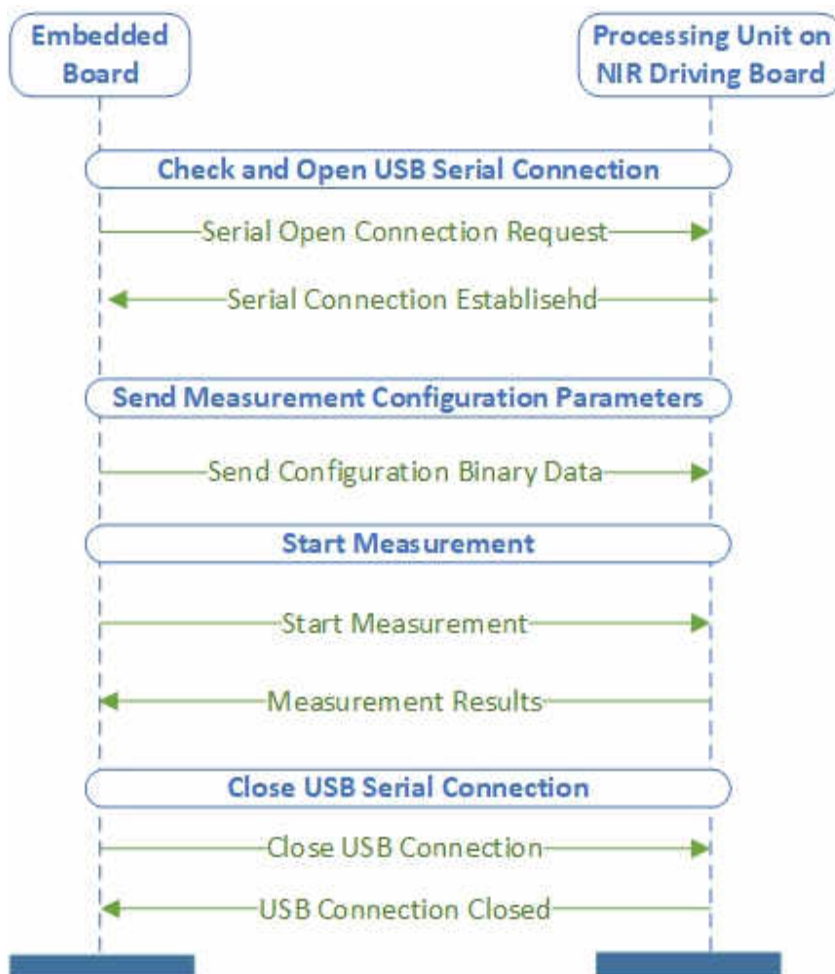 Embedded
Board
Processing Unit on
NIR Driving Board
Check and Open USB Serial Connection
Serial Open Connection Request
Serial Connection Establisehd
Send Measurement Configuration Parameters
Send Configuration Binary Data
Start Measurement
Start Measurement
Measurement Results
Close USB Serial Connection
Close USB Connection
USB Connection Closed